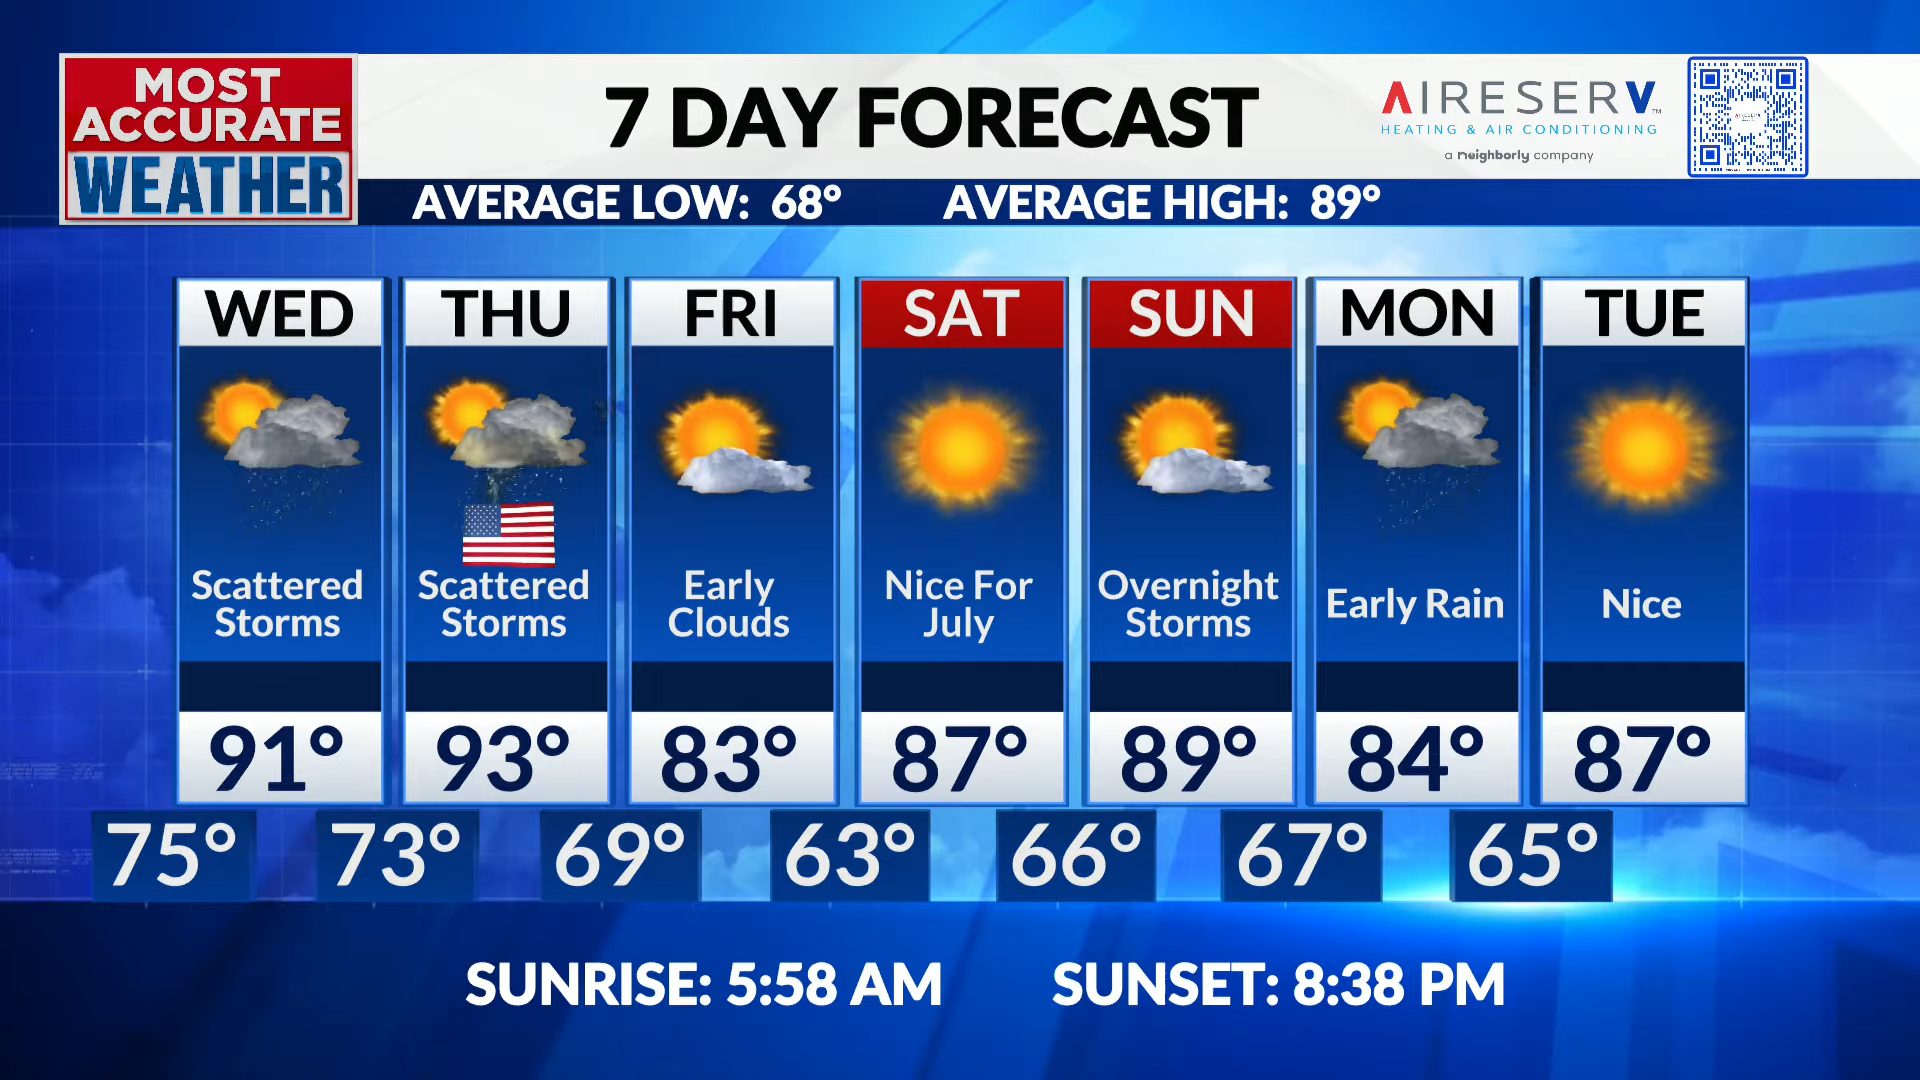 MOST
ACCURATE
WEATHER
7 DAY FORECAST
AIRESERV™
HEATING & AIR CONDITIONING
a neighborly company
AVERAGE LOW: 68° AVERAGE HIGH: 89°
WED THU FRI SAT SUN MON TUE
Scattered
Storms
Scattered
Storms
Early
Clouds
Nice For
July
Overnight
Storms
Early Rain
Nice
91° 93° 83° 87° 89° 84° 87°
75° 73° 69° 63° 66° 67° 65°
SUNRISE: 5:58 AM SUNSET: 8:38 PM